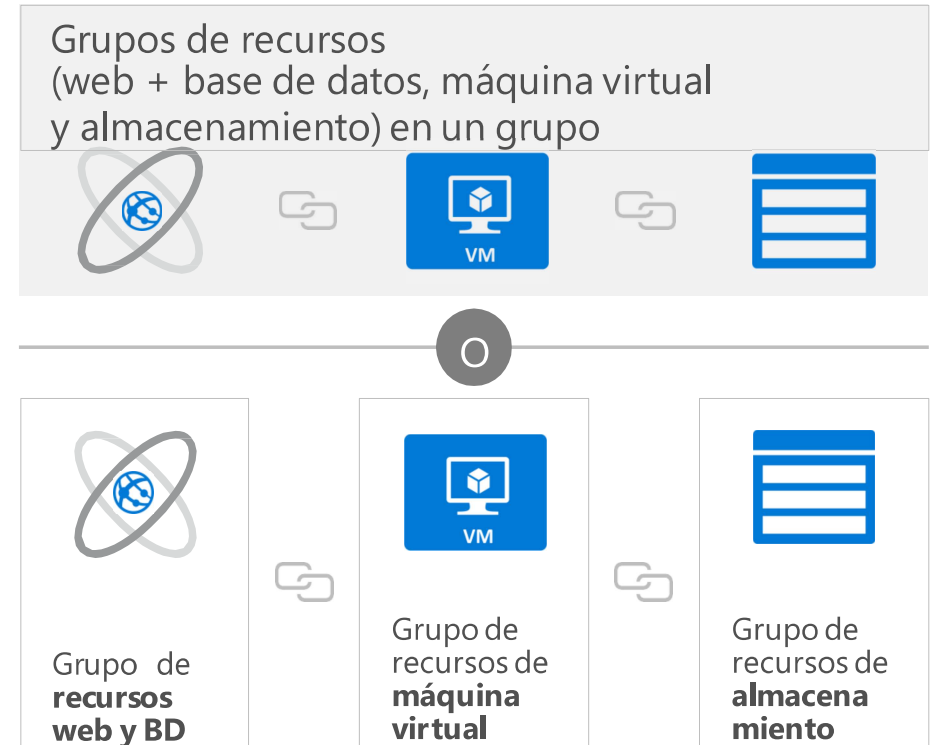 Grupos de recursos
(web + base de datos, máquina virtual
y almacenamiento) en un grupo
VM
O
VM
Grupo de
recursos
web y BD
Grupo de
recursos de
máquina
virtual
Grupo de
recursos de
almacena
miento